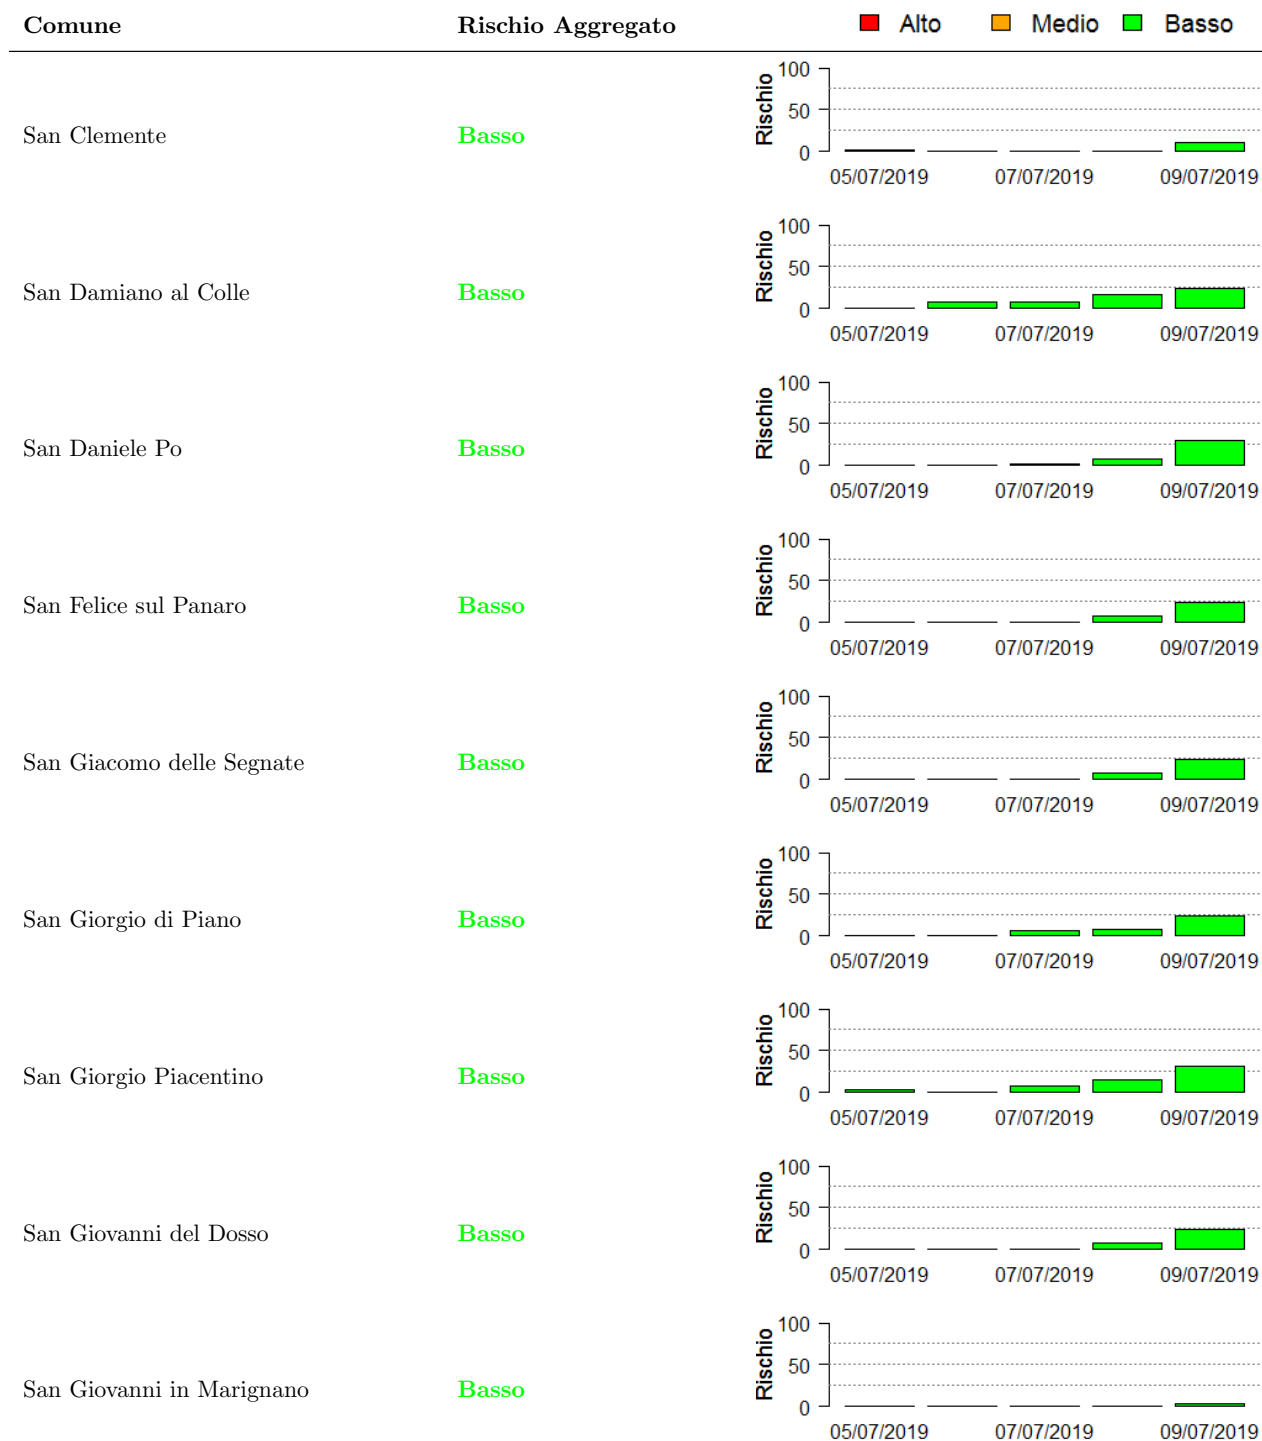 Comune Rischio Aggregato Alto Medio Basso
100
50
0
Rischio
San Clemente Basso
05/07/2019 07/07/2019 09/07/2019
100
50
0
Rischio
San Damiano al Colle Basso
05/07/2019 07/07/2019 09/07/2019
100
50
0
Rischio
San Daniele Po Basso
05/07/2019 07/07/2019 09/07/2019
100
50
0
Rischio
San Felice sul Panaro Basso
05/07/2019 07/07/2019 09/07/2019
100
50
0
Rischio
San Giacomo delle Segnate Basso
05/07/2019 07/07/2019 09/07/2019
100
50
0
Rischio
San Giorgio di Piano Basso
05/07/2019 07/07/2019 09/07/2019
100
50
0
Rischio
San Giorgio Piacentino Basso
05/07/2019 07/07/2019 09/07/2019
100
50
0
Rischio
San Giovanni del Dosso Basso
05/07/2019 07/07/2019 09/07/2019
100
50
0
Rischio
San Giovanni in Marignano Basso
05/07/2019 07/07/2019 09/07/2019